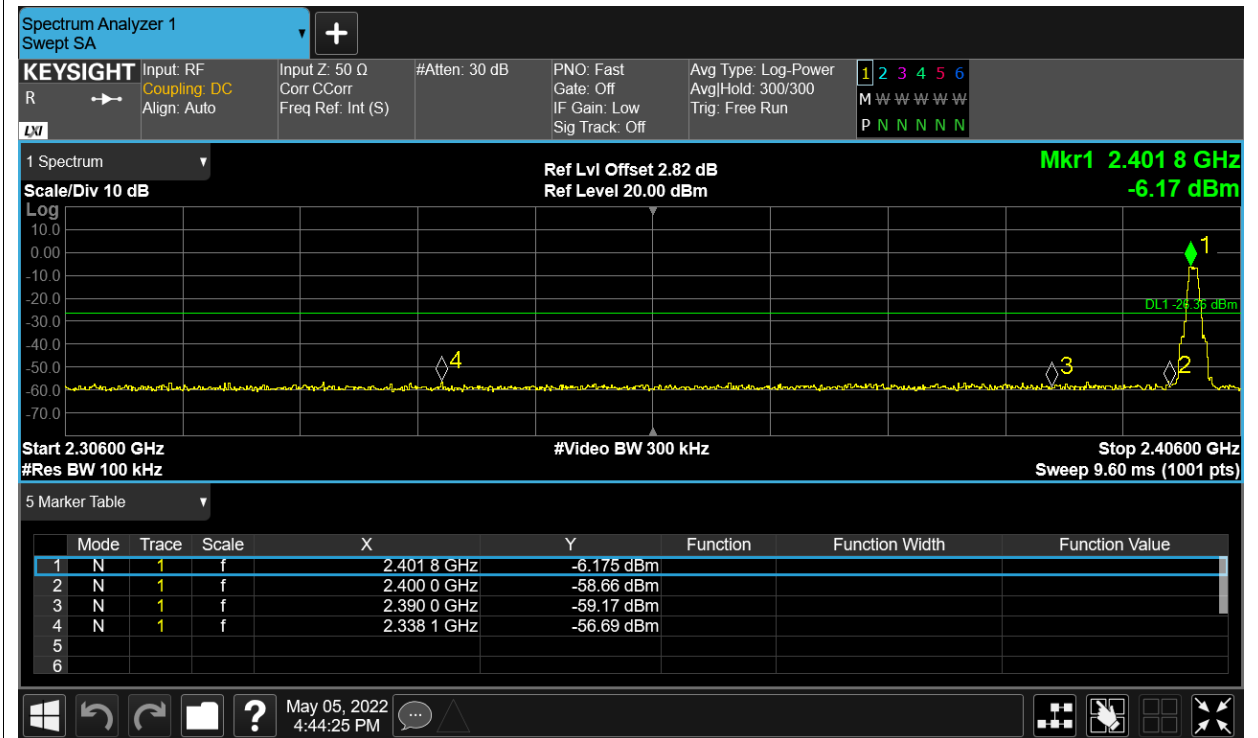 Spectrum Analyzer 1
Swept SA
KEYSIGHT Input: RF Input Z: 50 Ω #Atten: 30 dB PNO: Fast Avg Type: Log-Power 1 2 3 4 5 6
R Coupling: DC Corr CCorr Gate: Off Avg|Hold: 300/300 M W W W W W W
Align: Auto Freq Ref: Int (S) IF Gain: Low Trig: Free Run
LXI Sig Track: Off P N N N N N N
1 Spectrum Ref Lvl Offset 2.82 dB Mkr1 2.401 8 GHz
Scale/Div 10 dB Ref Level 20.00 dBm -6.17 dBm
Log
10.0
0.00 1
-10.0
-20.0
DL1 -26.35 dBm
-30.0
-40.0
-50.0 4 3 2
-60.0
-70.0
Start 2.30600 GHz #Video BW 300 kHz Stop 2.40600 GHz
#Res BW 100 kHz Sweep 9.60 ms (1001 pts)
5 Marker Table
Mode Trace Scale X Y Function Function Width Function Value
1 N 1 f 2.401 8 GHz -6.175 dBm
2 N 1 f 2.400 0 GHz -58.66 dBm
3 N 1 f 2.390 0 GHz -59.17 dBm
4 N 1 f 2.338 1 GHz -56.69 dBm
5
6
? May 05, 2022
4:44:25 PM